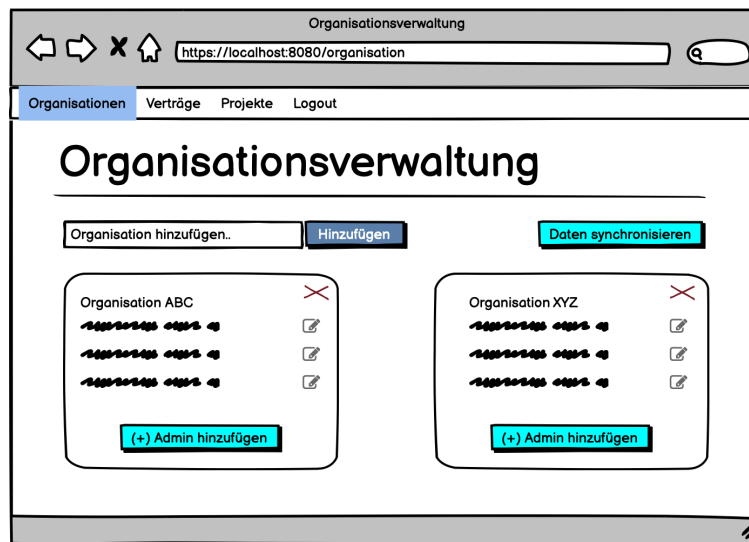 Organisationsverwaltung
https://localhost:8080/organisation
Organisationen Verträge Projekte Logout
Organisationsverwaltung
Organisation hinzufügen.. Hinzufügen Daten synchronisieren
Organisation ABC
(+) Admin hinzufügen
Organisation XYZ
(+) Admin hinzufügen